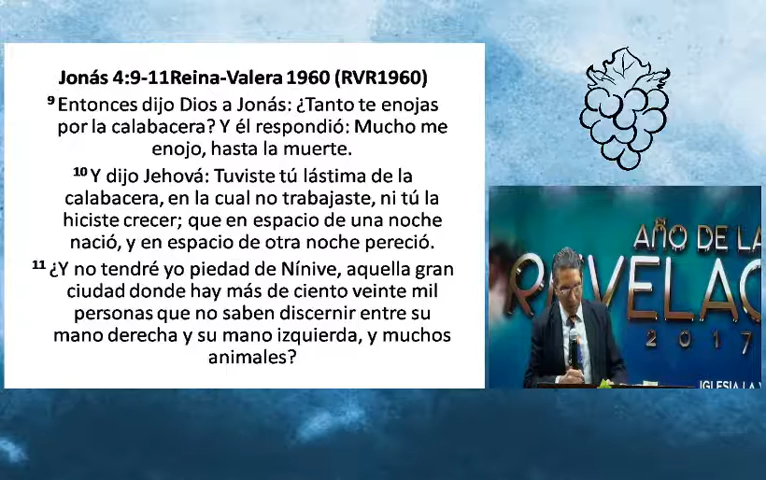 Jonás 4:9-11Reina-Valera 1960 (RVR1960)
9 Entonces dijo Dios a Jonás: ¿Tanto te enojas
por la calabacera? Y él respondió: Mucho me
enojo, hasta la muerte.
10 Y dijo Jehová: Tuviste tú lástima de la
calabacera, en la cual no trabajaste, ni tú la
hiciste crecer; que en espacio de una noche
nació, y en espacio de otra noche pereció.
11 ¿Y no tendré yo piedad de Nínive, aquella gran
ciudad donde hay más de ciento veinte mil
personas que no saben discernir entre su
mano derecha y su mano izquierda, y muchos
animales?
AÑO DE LA
REVELAC
2017
IGLESIA LA